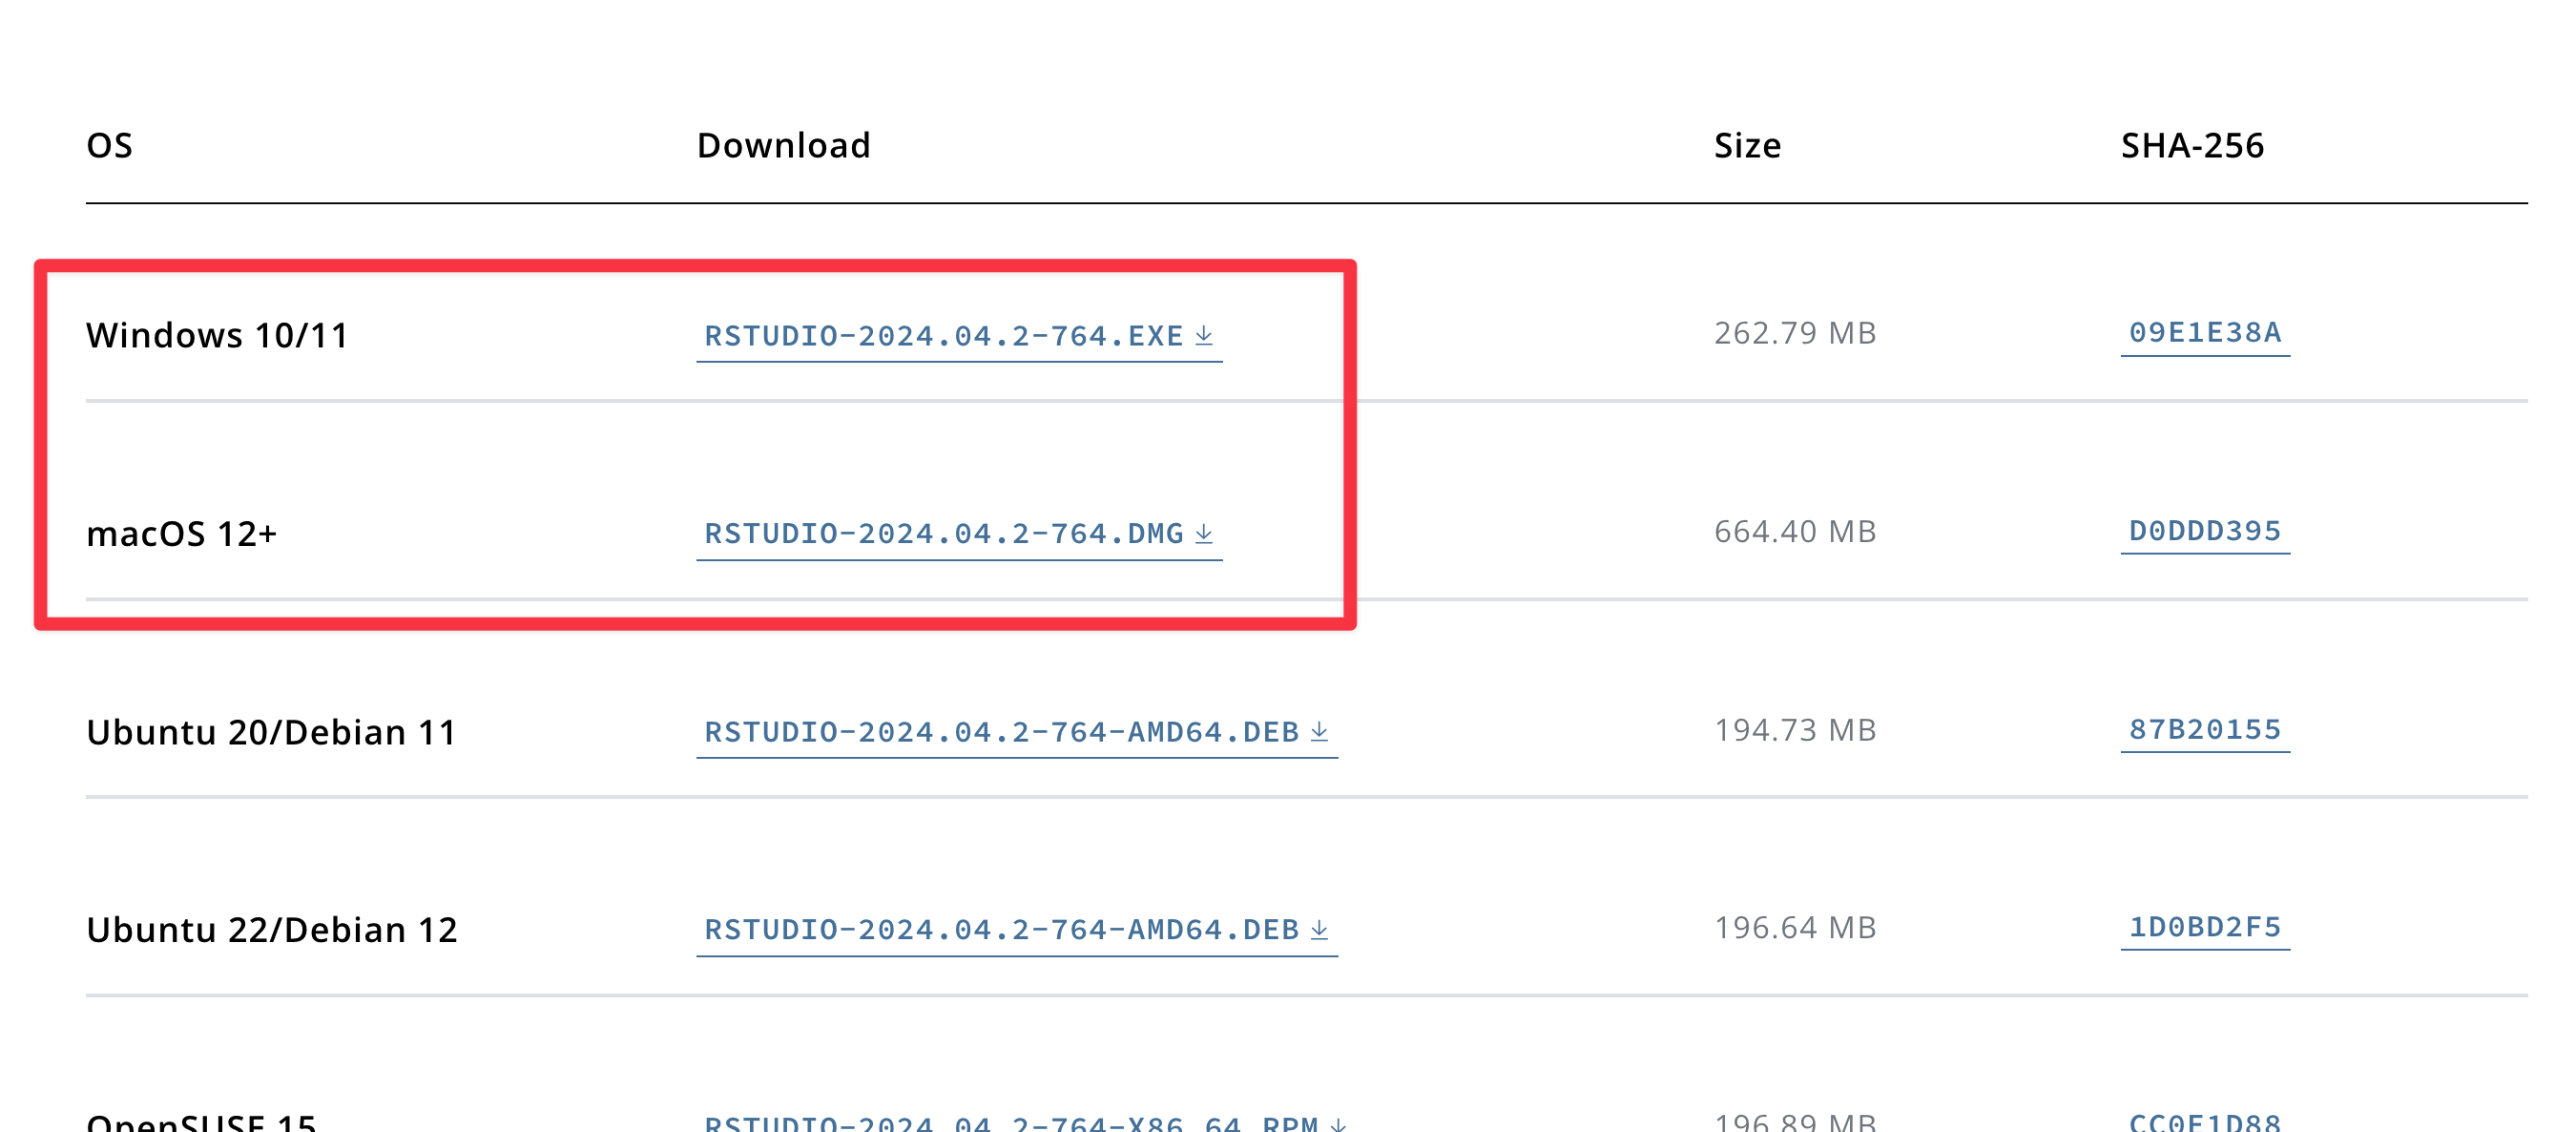 OS Download Size SHA-256
Windows 10/11 RSTUDIO-2024.04.2-764.EXE 262.79 MB 09E1E38A
macOS 12+ RSTUDIO-2024.04.2-764.DMG 664.40 MB D0DDD395
Ubuntu 20/Debian 11 RSTUDIO-2024.04.2-764-AMD64.DEB 194.73 MB 87B20155
Ubuntu 22/Debian 12 RSTUDIO-2024.04.2-764-AMD64.DEB 196.64 MB 1D0BD2F5
OpenSUSE 15 RSTUDIO-2024.04.2-764-X86_64.RPM 196.89 MB CC0E1D88